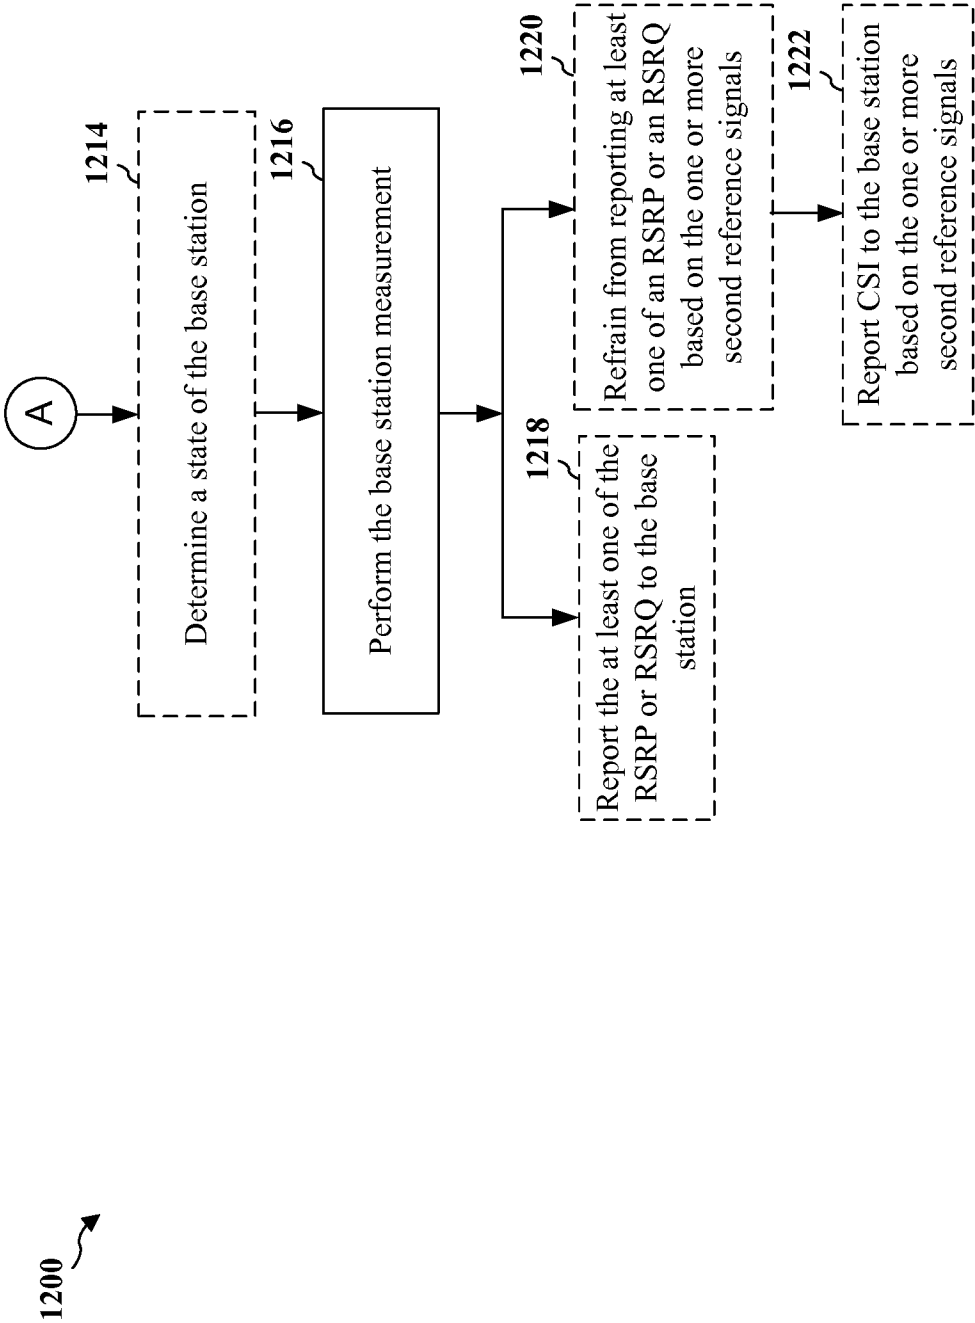 1200
A
1214
Determine a state of the base station
1216
Perform the base station measurement
1218
Report the at least one of the
RSRP or RSRQ to the base
station
1220
Refrain from reporting at least
one of an RSRP or an RSRQ
based on the one or more
second reference signals
1222
Report CSI to the base station
based on the one or more
second reference signals